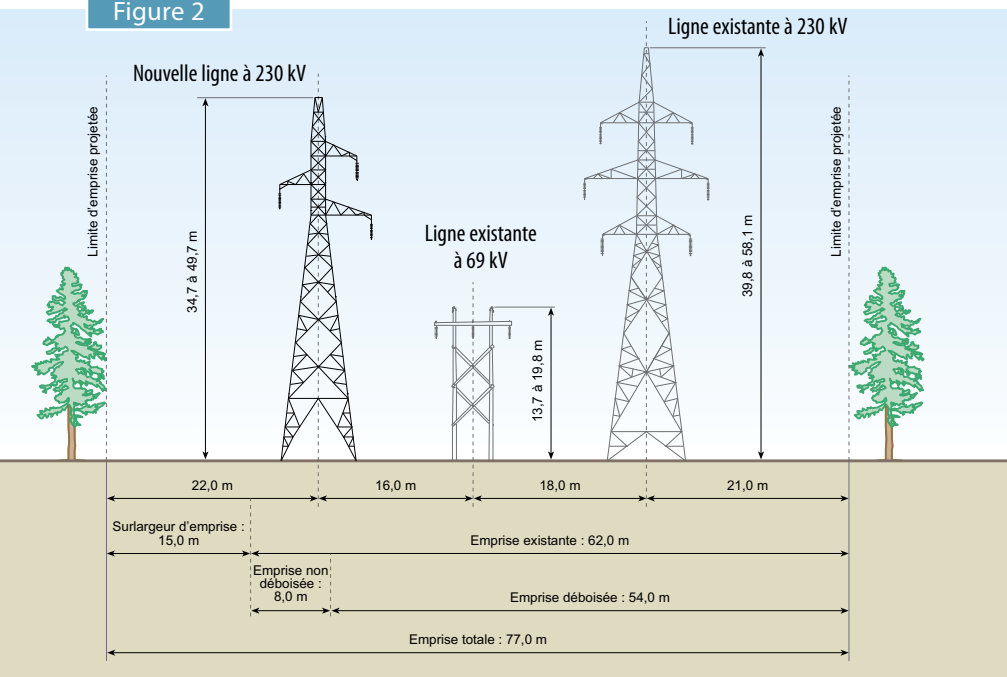 Figure 2
Ligne existante à 230 kV
Nouvelle ligne à 230 kV
Limite d'emprise projetée
34,7 à 49,7 m
Ligne existante
à 69 kV
13,7 à 19,8 m
39,8 à 58,1 m
Limite d'emprise projetée
22,0 m
16,0 m
18,0 m
21,0 m
Surlargeur d'emprise :
15,0 m
Emprise existante : 62,0 m
Emprise non
déboisée :
8,0 m
Emprise déboisée : 54,0 m
Emprise totale : 77,0 m